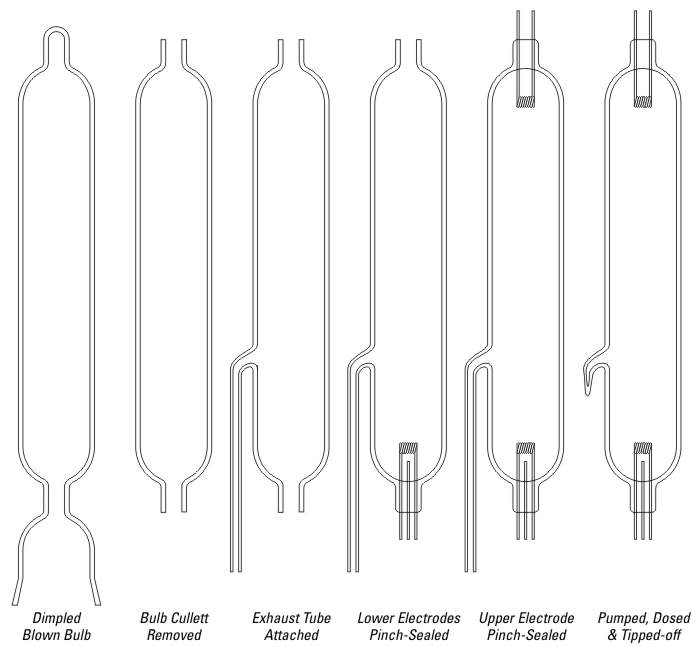 Dimpled
Blown Bulb
Bulb Cullett
Removed
Exhaust Tube
Attached
Lower Electrodes
Pinch-Sealed
Upper Electrode
Pinch-Sealed
Pumped, Dosed
& Tipped-off